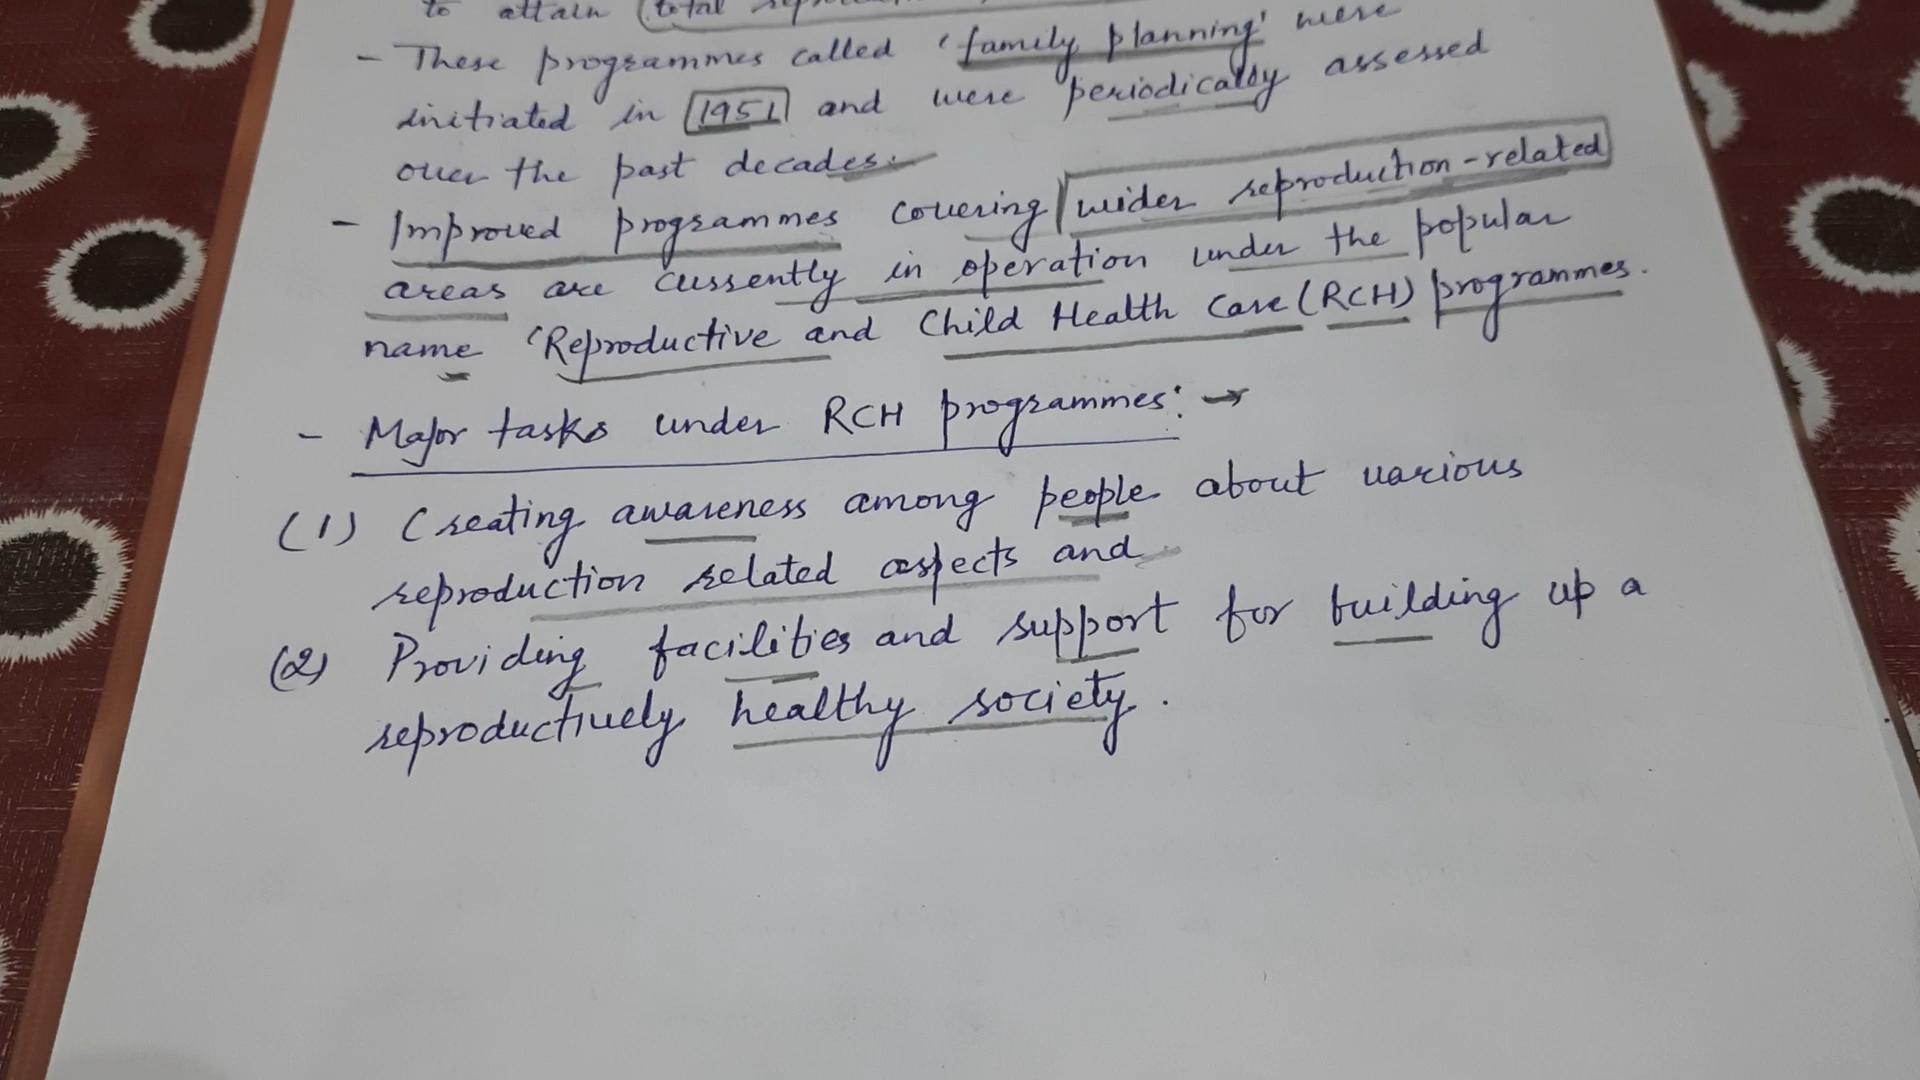 to attain total
- These programmes called 'family planning' were
initiated in 1951 and were periodically assessed
over the past decades.
- Improved programmes covering wider reproduction-related
areas are currently in operation under the popular
name 'Reproductive and Child Health Care (RCH) programmes.
- Major tasks under RCH programmes: →
(1) Creating awareness among people about various
reproduction related aspects and
(2) Providing facilities and support for building up a
reproductively healthy society.